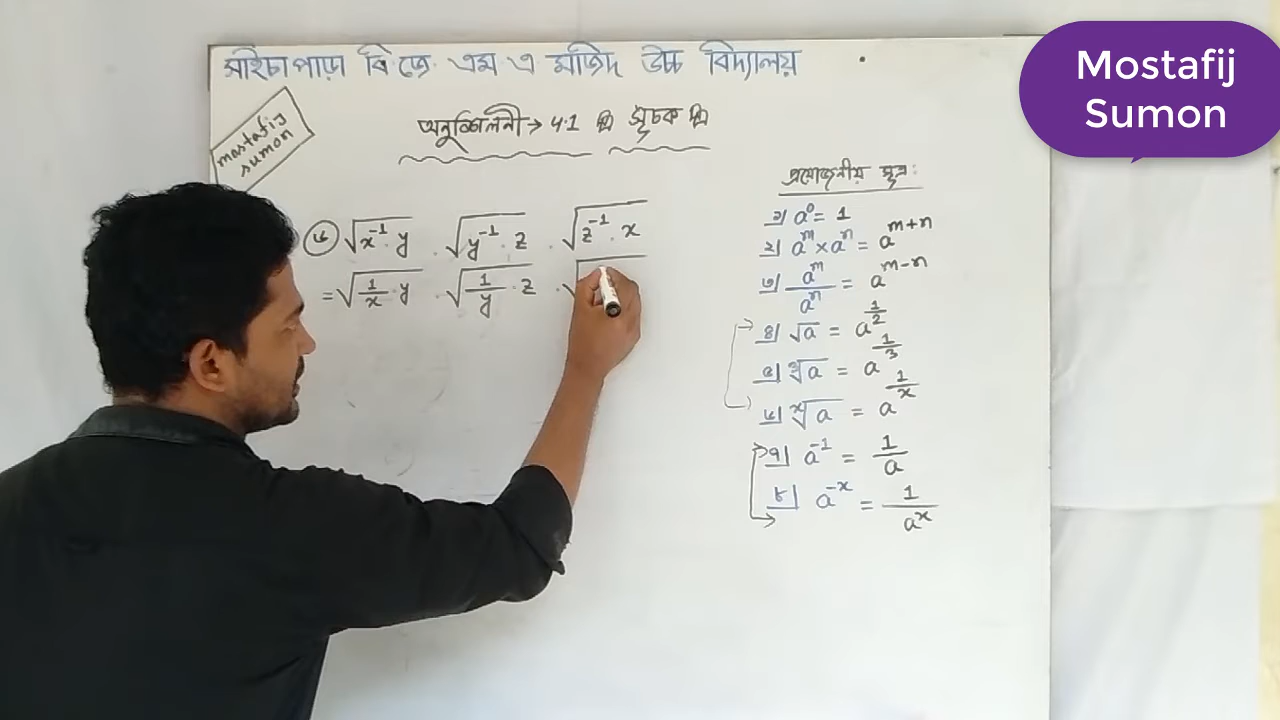 Mostafij
Sumon
মাইচাপাড়া বি.জে. এম এ মজিদ উচ্চ বিদ্যালয়
mostafij
sumon
অনুশিলনী → 4.1 সূচক
৬ √(x⁻¹·y) . √(y⁻¹·z) . √(z⁻¹·x)
= √(1/x·y) . √(1/y·z) . √
প্রয়োজনীয় সূত্র:
১) a⁰ = 1
২) aᵐ × aⁿ = aᵐ⁺ⁿ
৩) aᵐ/aⁿ = aᵐ⁻ⁿ
৪) √a = a^(1/2)
৫) ³√a = a^(1/3)
৬) ˣ√a = a^(1/x)
৭) a⁻¹ = 1/a
৮) a⁻ˣ = 1/aˣ